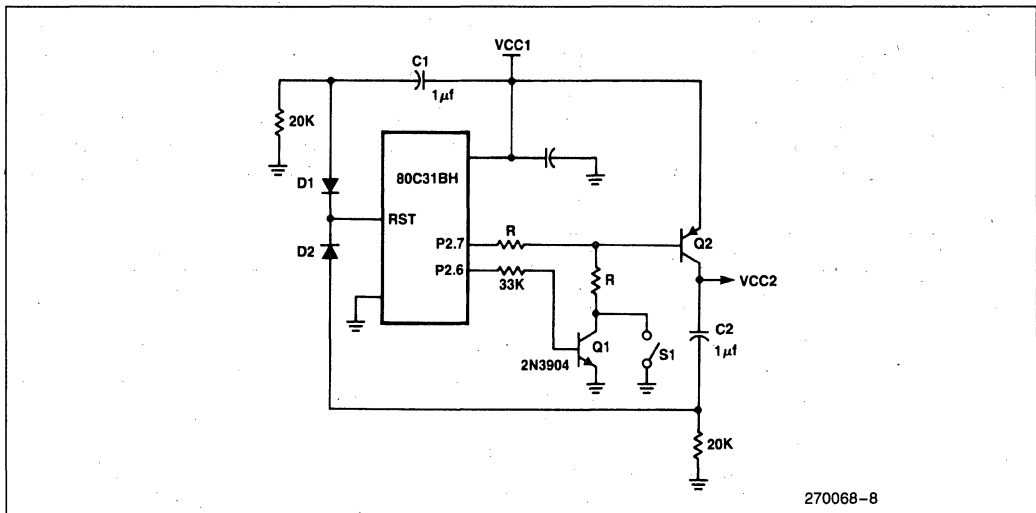 VCC1
C1
1µf
20K
80C31BH
D1
RST
D2
P2.7
R
Q2
P2.6
33K
R
VCC2
C2
1µf
Q1
S1
2N3904
20K
270068-8